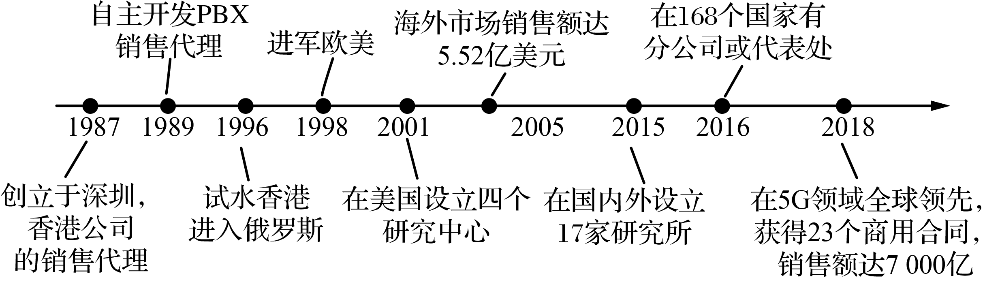 自主开发PBX
销售代理
进军欧美
海外市场销售额达
5.52亿美元
在168个国家有
分公司或代表处
1987 1989 1996 1998 2001 2005 2015 2016 2018
创立于深圳,
香港公司
的销售代理
试水香港
进入俄罗斯
在美国设立四个
研究中心
在国内外设立
17家研究所
在5G领域全球领先,
获得23个商用合同,
销售额达7 000亿